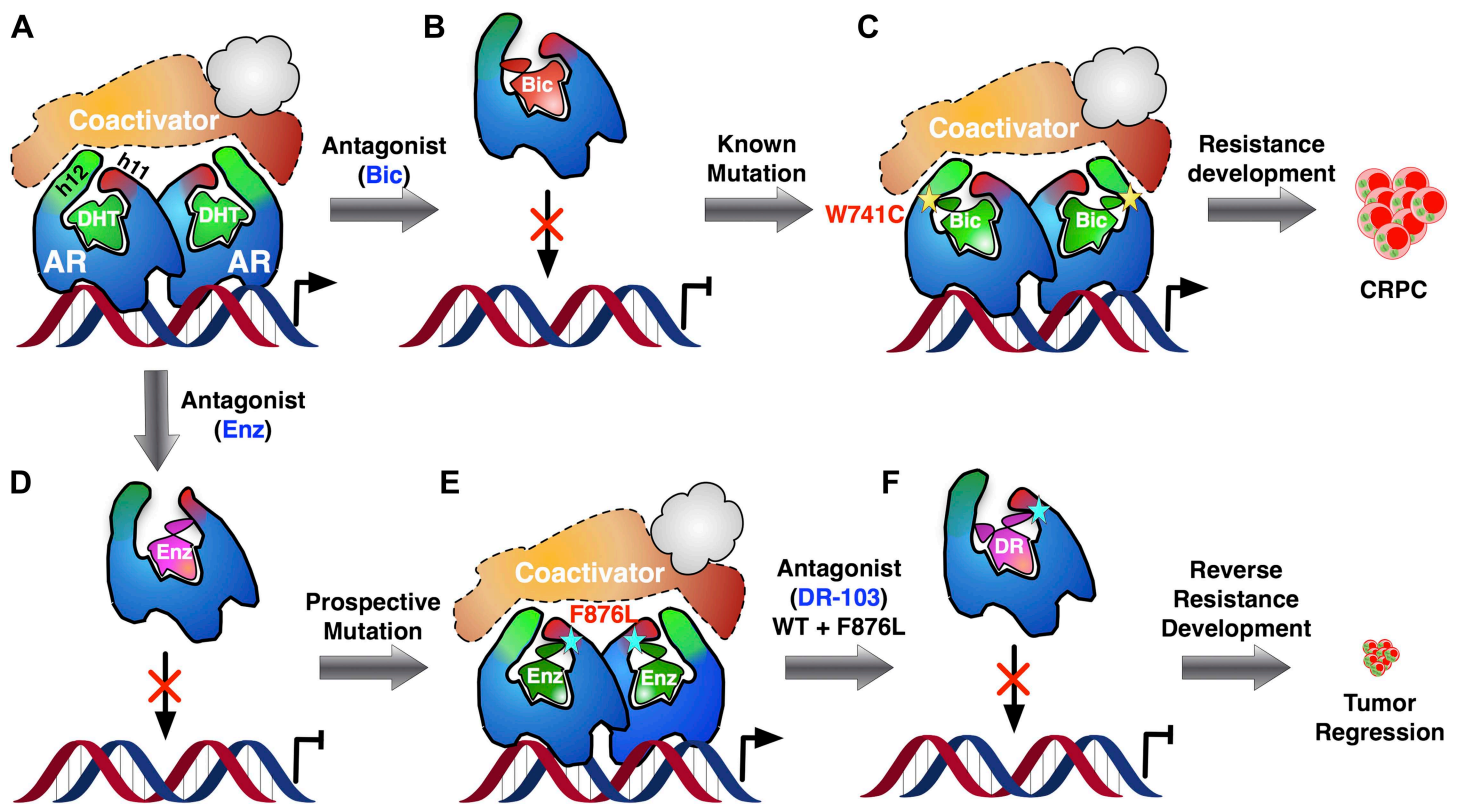 A
Coactivator
h12
h11
DHT
DHT
AR
AR
Antagonist
(Bic)
B
Bic
Known
Mutation
C
Coactivator
W741C
Bic
Bic
Resistance
development
CRPC
Antagonist
(Enz)
D
Enz
Prospective
Mutation
E
Coactivator
F876L
Enz
Enz
Antagonist
(DR-103)
WT + F876L
F
DR
Reverse
Resistance
Development
Tumor
Regression